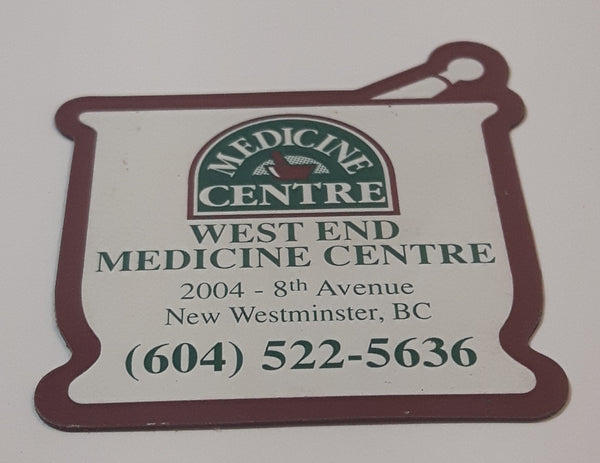 MEDICINE
CENTRE
WEST END
MEDICINE CENTRE
2004 - 8th Avenue
New Westminster, BC
(604) 522-5636